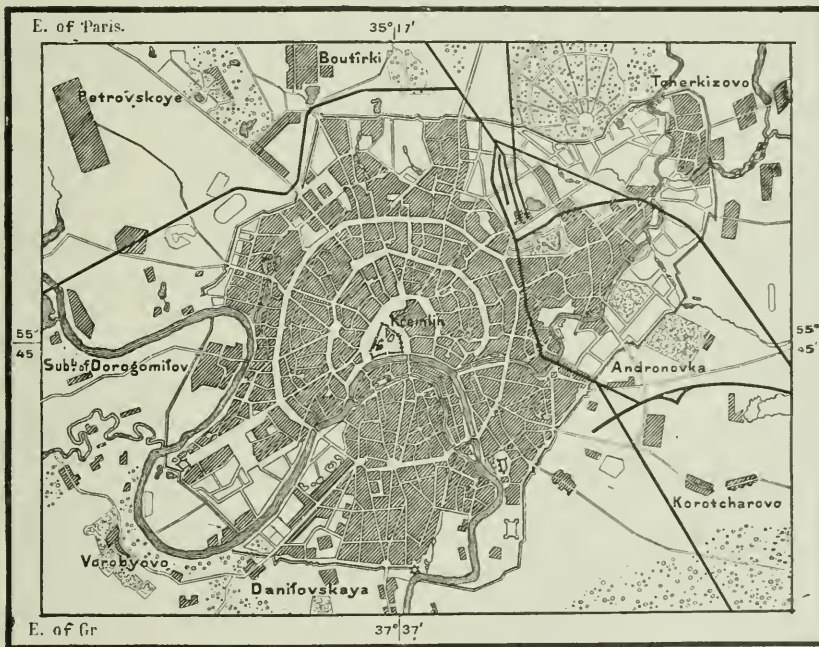 E. of Paris. 35° 17′
Boutirki
Tcherkizovo
Petrovskoye
Kremlin
55° 45′
55° 45′
Subb. of Dorogomilov
Andronovka
Korotcharovo
Vorobyovo
Danilovskaya
E. of Gr 37° 37′